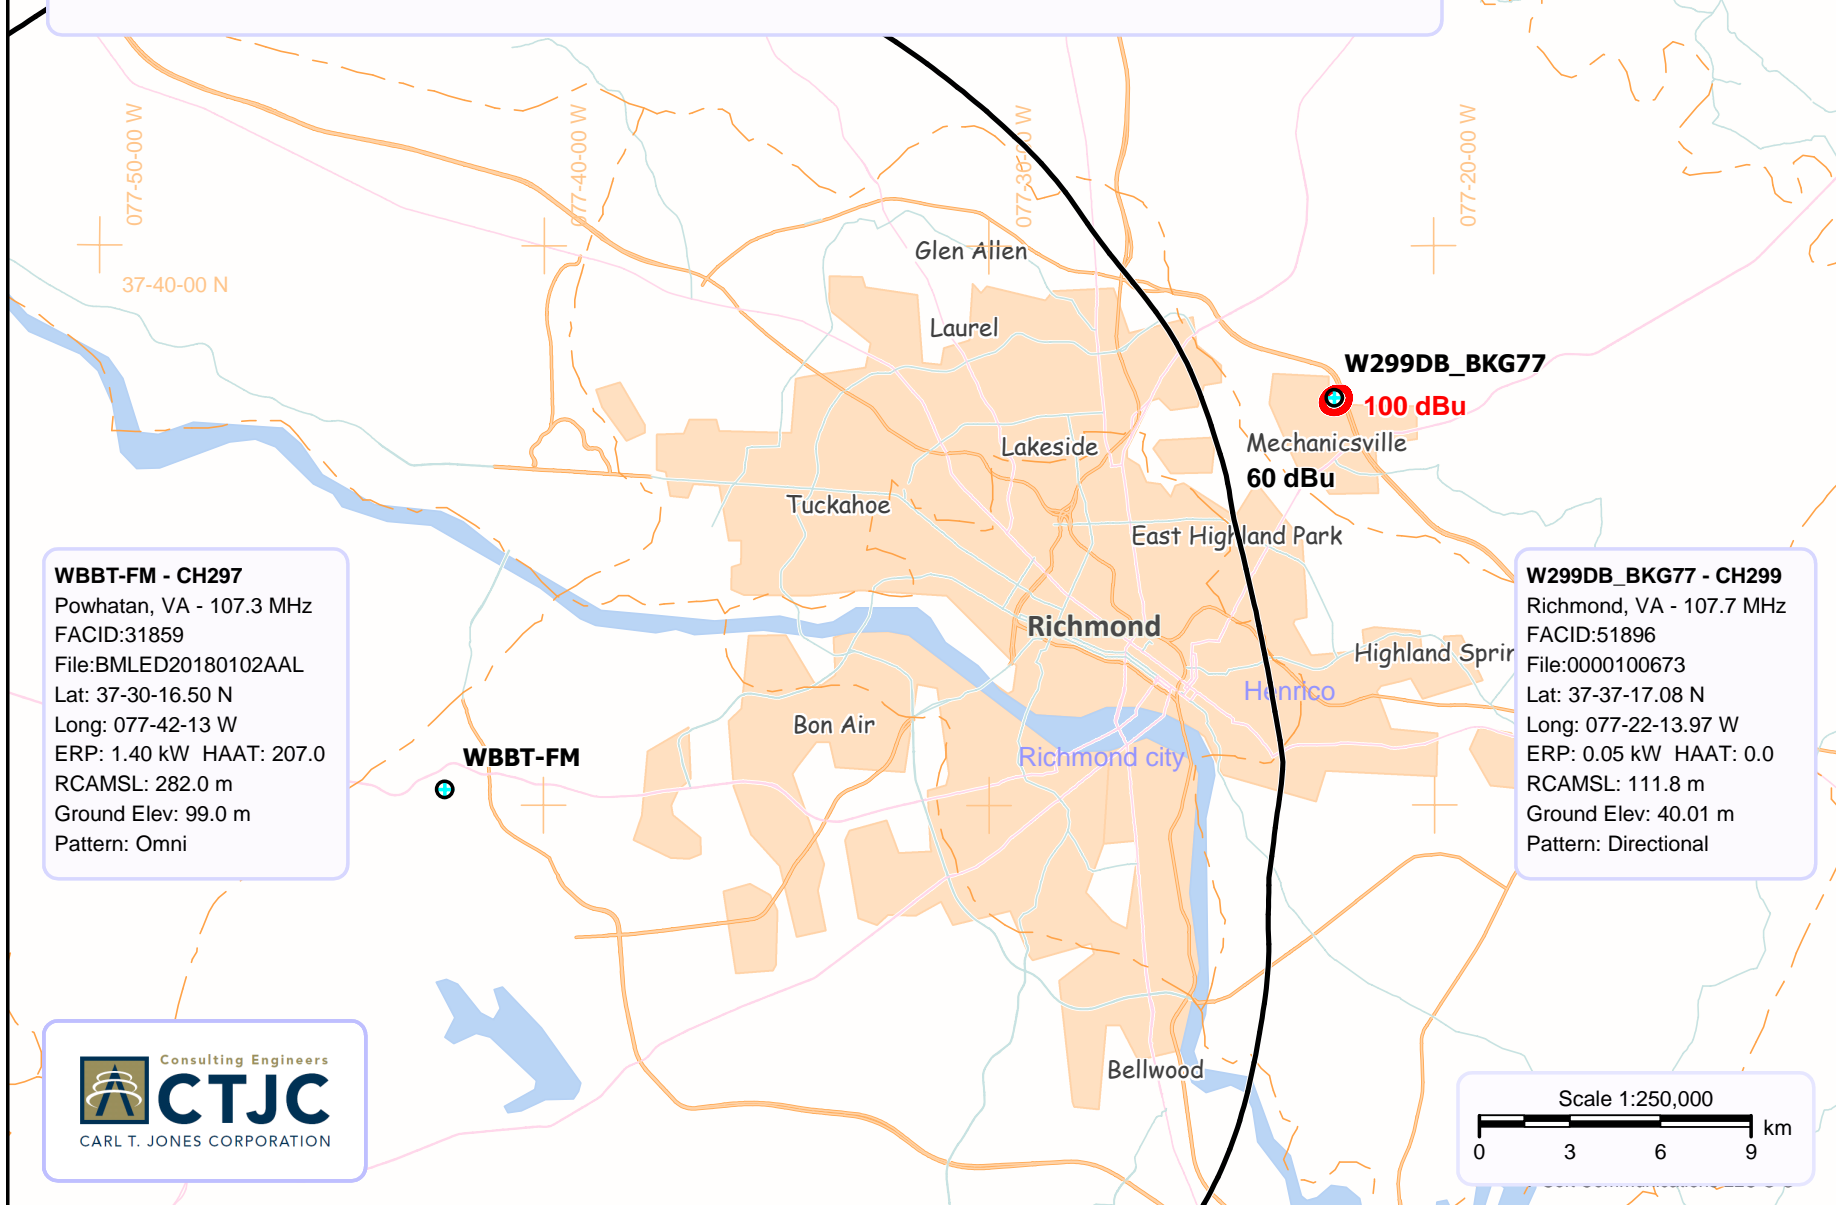 077-50-00 W
077-40-00 W
077-30-00 W
077-20-00 W
37-40-00 N
Glen Allen
Laurel
W299DB_BKG77
100 dBu
Lakeside
Mechanicsville
60 dBu
Tuckahoe
East Highland Park
WBBT-FM - CH297
Powhatan, VA - 107.3 MHz
FACID:31859
File:BMLED20180102AAL
Lat: 37-30-16.50 N
Long: 077-42-13 W
ERP: 1.40 kW HAAT: 207.0
RCAMSL: 282.0 m
Ground Elev: 99.0 m
Pattern: Omni
W299DB_BKG77 - CH299
Richmond, VA - 107.7 MHz
FACID:51896
File:0000100673
Lat: 37-37-17.08 N
Long: 077-22-13.97 W
ERP: 0.05 kW HAAT: 0.0
RCAMSL: 111.8 m
Ground Elev: 40.01 m
Pattern: Directional
Richmond
Highland Sprin
Henrico
Bon Air
Richmond city
WBBT-FM
Bellwood
Consulting Engineers
CTJC
CARL T. JONES CORPORATION
Scale 1:250,000
km
0 3 6 9